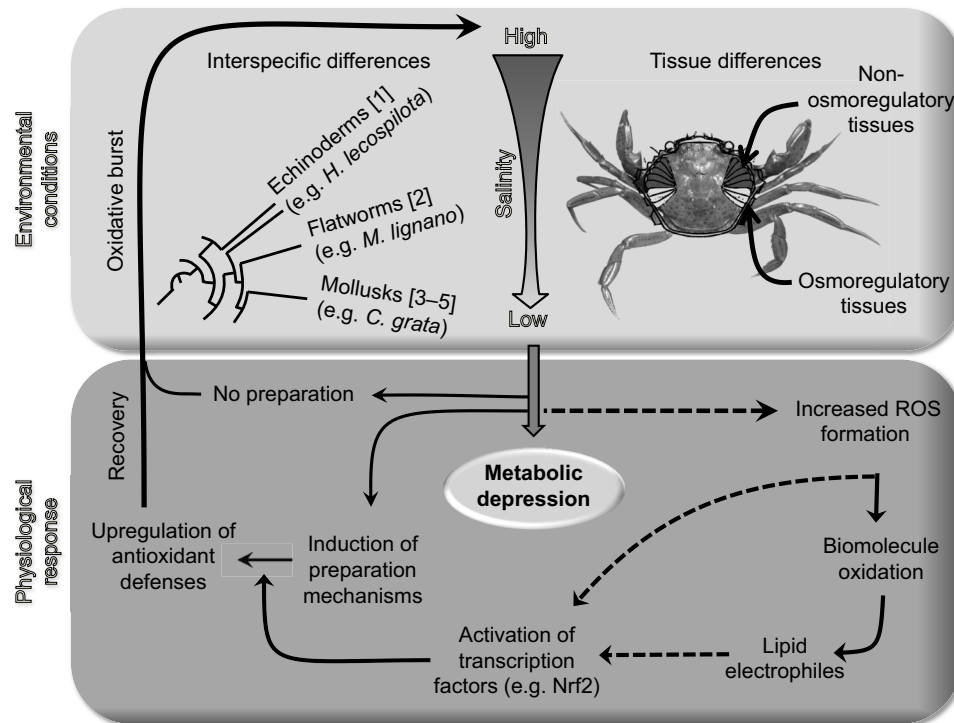 Environmental
conditions
Oxidative burst
Interspecific differences
Echinoderms [1]
(e.g. H. lecospilota)
Flatworms [2]
(e.g. M. lignano)
Mollusks [3–5]
(e.g. C. grata)
High
Salinity
Low
Tissue differences
Non-
osmoregulatory
tissues
Osmoregulatory
tissues
Physiological
response
Recovery
No preparation
Increased ROS
formation
Metabolic
depression
Upregulation of
antioxidant
defenses
Induction of
preparation
mechanisms
Biomolecule
oxidation
Activation of
transcription
factors (e.g. Nrf2)
Lipid
electrophiles